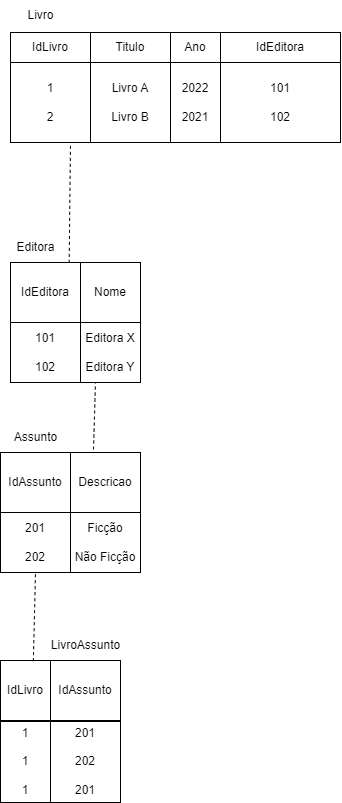 Livro
IdLivro Titulo Ano IdEditora
1 Livro A 2022 101
2 Livro B 2021 102
Editora
IdEditora Nome
101 Editora X
102 Editora Y
Assunto
IdAssunto Descricao
201 Ficção
202 Não Ficção
LivroAssunto
IdLivro IdAssunto
1 201
1 202
1 201